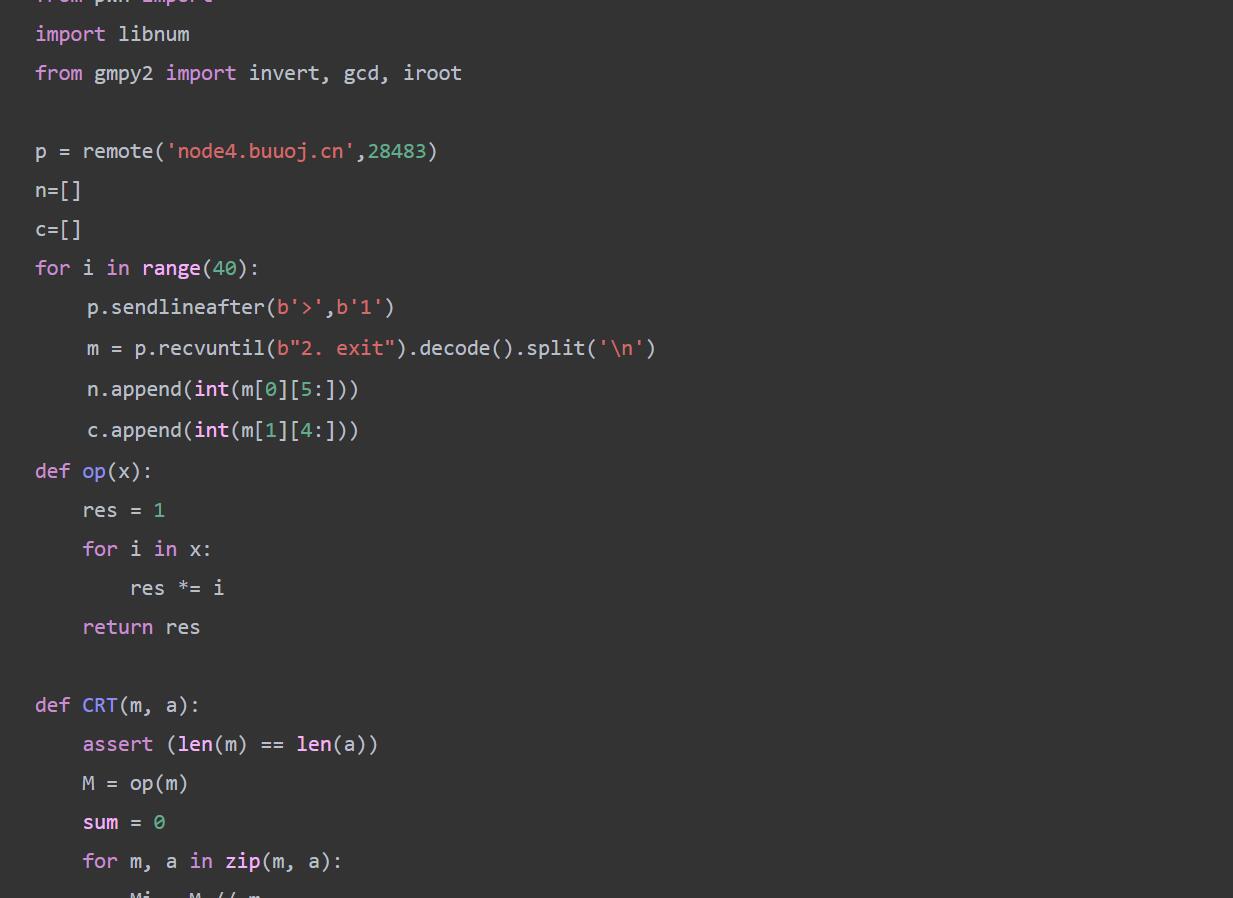 import libnum
from gmpy2 import invert, gcd, iroot
p = remote('node4.buuoj.cn',28483)
n=[]
c=[]
for i in range(40):
p.sendlineafter(b'>',b'1')
m = p.recvuntil(b"2. exit").decode().split('\n')
n.append(int(m[0][5:]))
c.append(int(m[1][4:]))
def op(x):
res = 1
for i in x:
res *= i
return res
def CRT(m, a):
assert (len(m) == len(a))
M = op(m)
sum = 0
for m, a in zip(m, a):